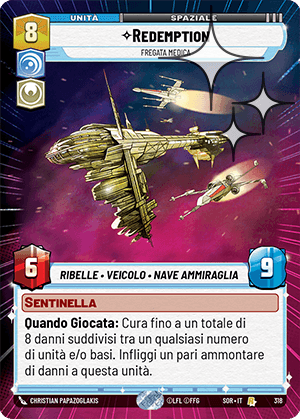 UNITÀ SPAZIALE
8
✧REDEMPTION
FREGATA MEDICA
6
RIBELLE • VEICOLO • NAVE AMMIRAGLIA
9
SENTINELLA
Quando Giocata: Cura fino a un totale di
8 danni suddivisi tra un qualsiasi numero
di unità e/o basi. Infliggi un pari ammontare
di danni a questa unità.
CHRISTIAN PAPAZOGLAKIS ©LFL ©FFG SOR • IT 318